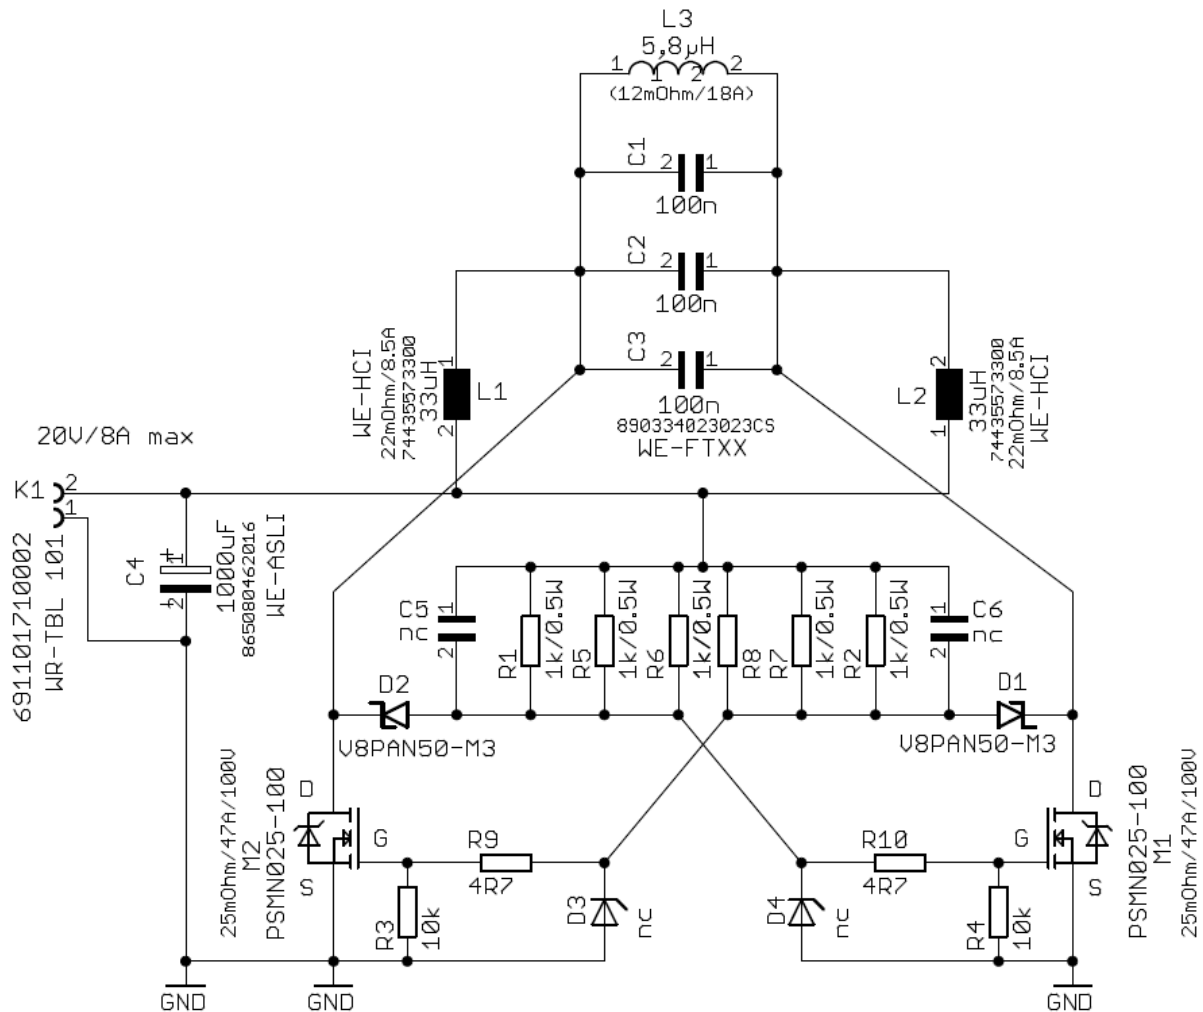 L3
5,8µH
1 1 2 2
(12mOhm/18A)
C1
2 1
100n
C2
2 1
100n
C3
2 1
100n
890334023023CS
WE-FTXX
WE-HCI
22mOhm/8.5A
74435573300
33uH
1
2
L1
L2
2
1
33uH
74435573300
22mOhm/8.5A
WE-HCI
20V/8A max
K1
2
1
691101710002
WR-TBL 101
C4
+
1
+
2
1000uF
865080462016
WE-ASLI
C5
nc
1
2
R1
1k/0.5W
R5
1k/0.5W
R6
1k/0.5W
R8
1k/0.5W
R7
1k/0.5W
R2
C6
nc
1
2
D2
V8PAN50-M3
D1
V8PAN50-M3
25mOhm/47A/100V
M2
PSMN025-100
D
G
S
R9
4R7
R3
10k
D3
nc
D4
nc
R10
4R7
R4
10k
D
G
S
PSMN025-100
M1
25mOhm/47A/100V
GND
GND
GND